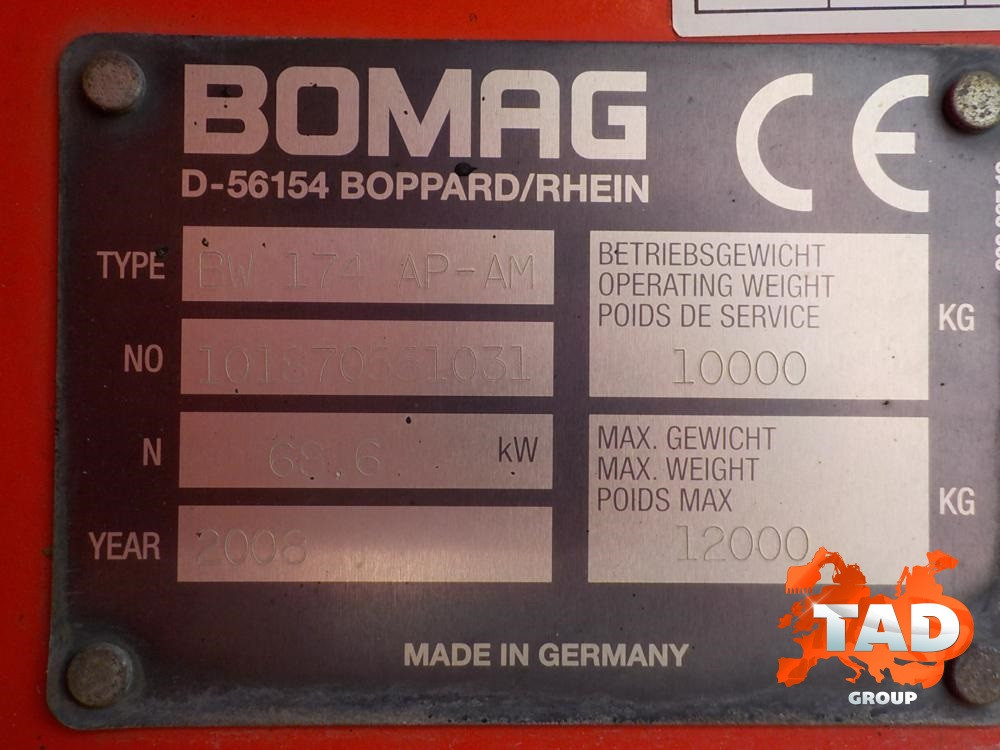 BOMAG CE
D-56154 BOPPARD/RHEIN
TYPE BW 174 AP-AM
NO 101870561031
N 68.6 kW
YEAR 2008
BETRIEBSGEWICHT
OPERATING WEIGHT
POIDS DE SERVICE
10000 KG
MAX. GEWICHT
MAX. WEIGHT
POIDS MAX
12000 KG
MADE IN GERMANY
TAD
GROUP